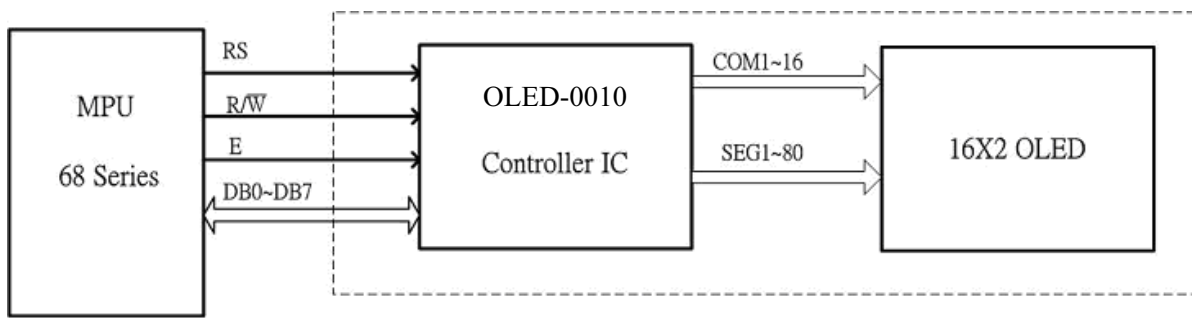 MPU
68 Series
RS
R/W̅
E
DB0~DB7
OLED-0010
Controller IC
COM1~16
SEG1~80
16X2 OLED